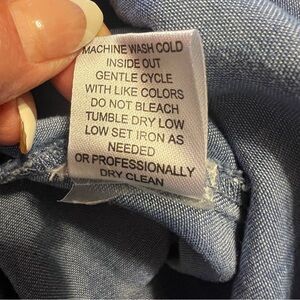 MACHINE WASH COLD
INSIDE OUT
GENTLE CYCLE
WITH LIKE COLORS
DO NOT BLEACH
TUMBLE DRY LOW
LOW SET IRON AS
NEEDED
OR PROFESSIONALLY
DRY CLEAN